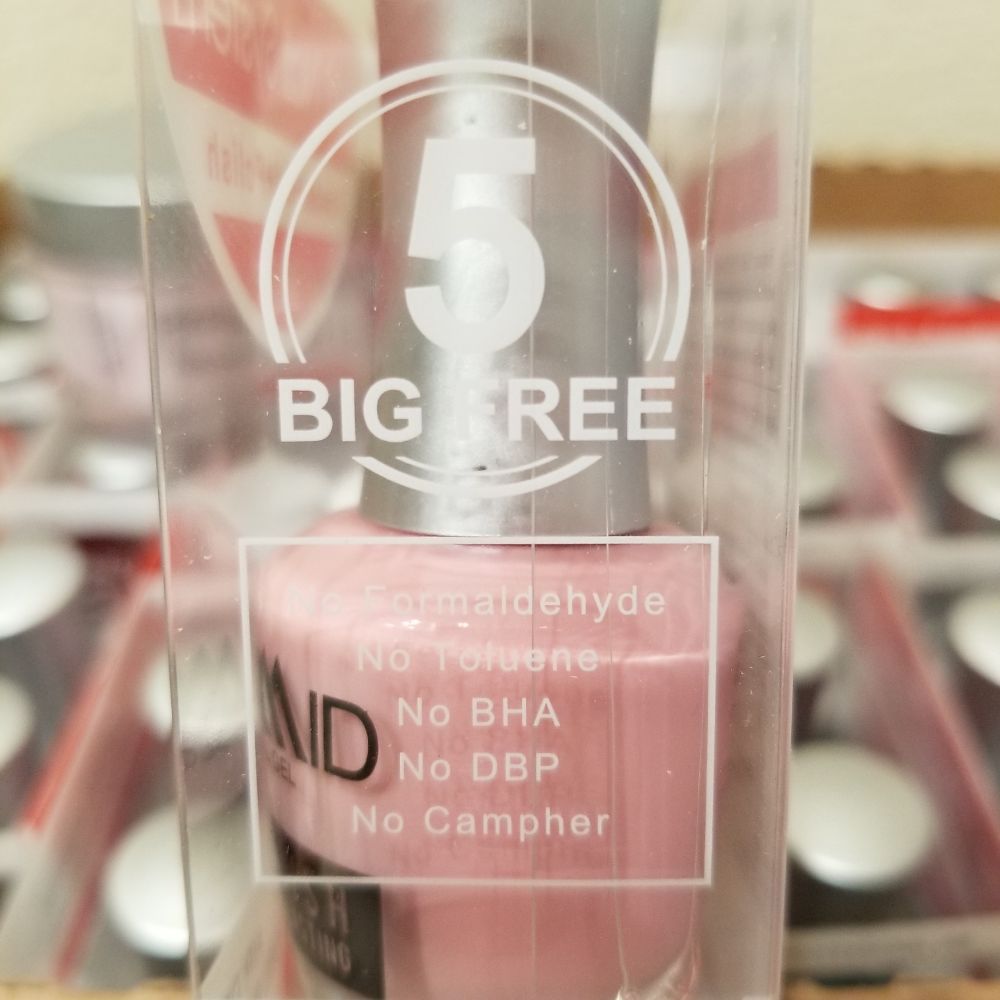 5
BIG FREE
No Formaldehyde
No Toluene
No BHA
No DBP
No Campher